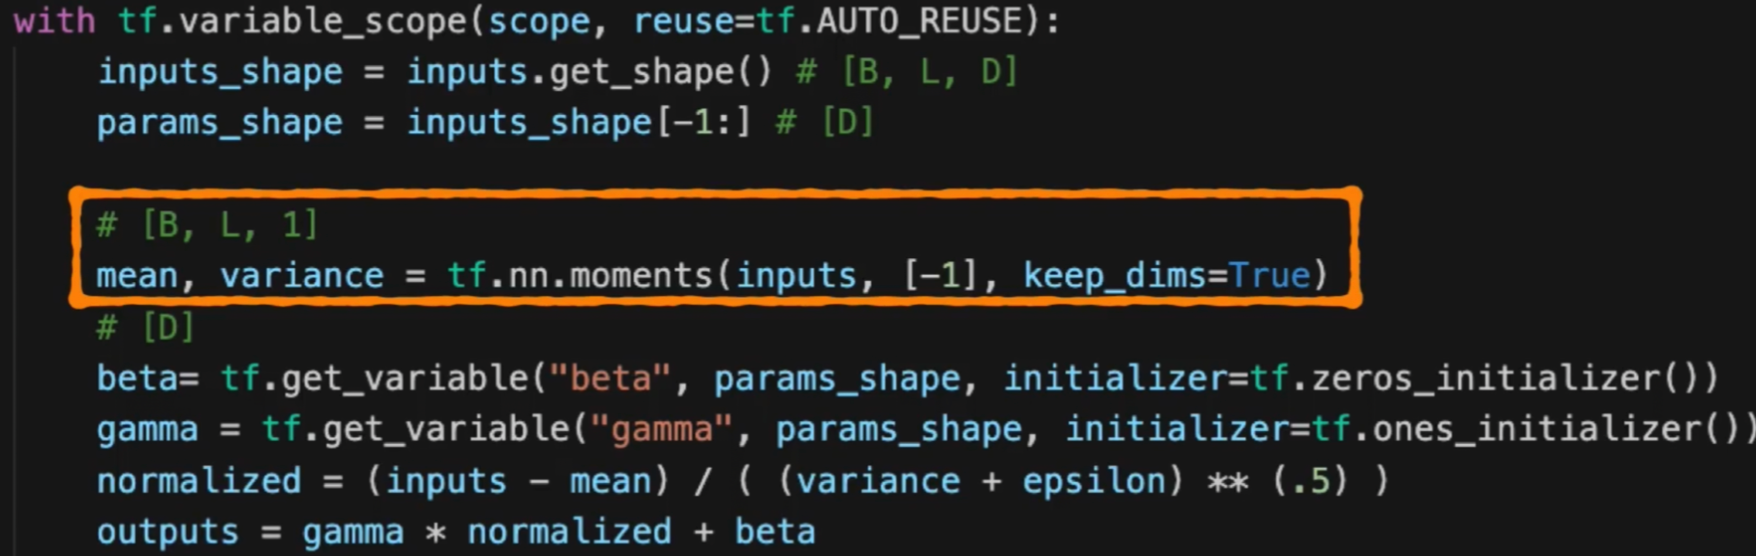 with tf.variable_scope(scope, reuse=tf.AUTO_REUSE):
inputs_shape = inputs.get_shape() # [B, L, D]
params_shape = inputs_shape[-1:] # [D]
# [B, L, 1]
mean, variance = tf.nn.moments(inputs, [-1], keep_dims=True)
# [D]
beta= tf.get_variable("beta", params_shape, initializer=tf.zeros_initializer())
gamma = tf.get_variable("gamma", params_shape, initializer=tf.ones_initializer())
normalized = (inputs - mean) / ( (variance + epsilon) ** (.5) )
outputs = gamma * normalized + beta